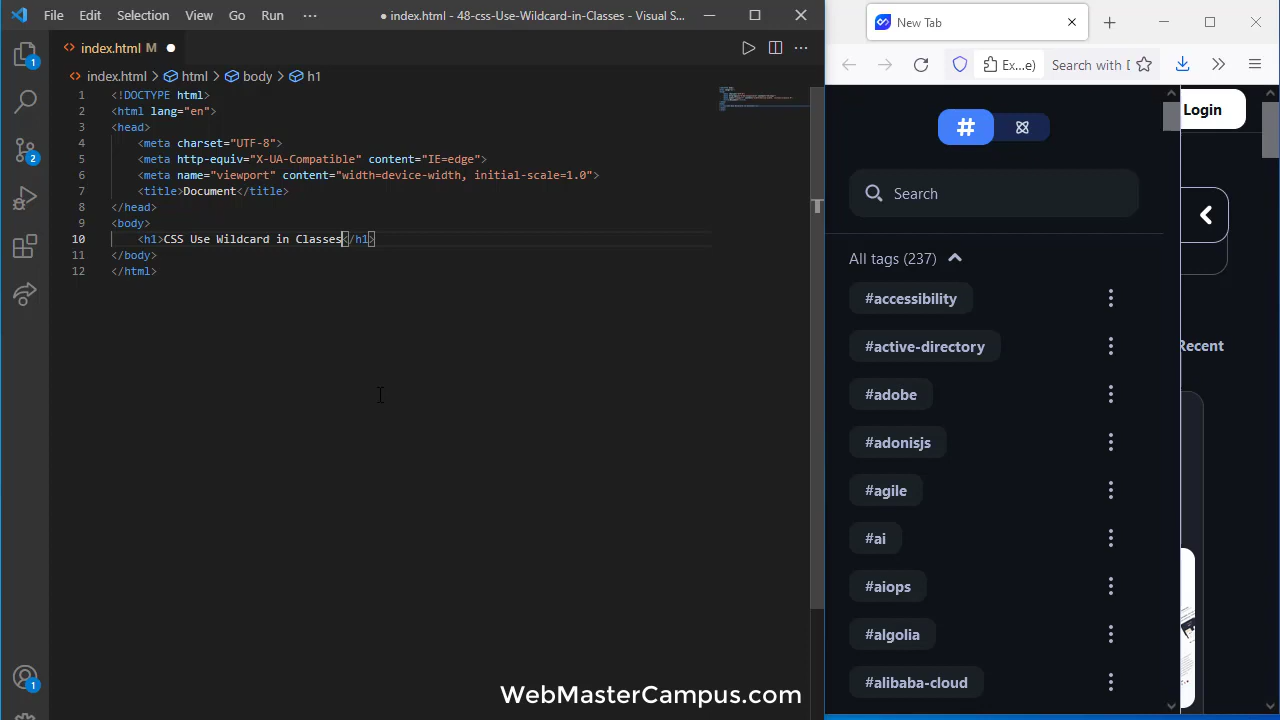 File Edit Selection View Go Run ··· ● index.html - 48-css-Use-Wildcard-in-Classes - Visual S...
index.html M ●
index.html > html > body > h1
1 <!DOCTYPE html>
2 <html lang="en">
3 <head>
4 <meta charset="UTF-8">
5 <meta http-equiv="X-UA-Compatible" content="IE=edge">
6 <meta name="viewport" content="width=device-width, initial-scale=1.0">
7 <title>Document</title>
8 </head>
9 <body>
10 <h1>CSS Use Wildcard in Classes</h1>
11 </body>
12 </html>
1
2
1
New Tab
Ex...e)
Search with D
Login
#
Search
All tags (237)
#accessibility
#active-directory
#adobe
#adonisjs
#agile
#ai
#aiops
#algolia
#alibaba-cloud
Recent
WebMasterCampus.com